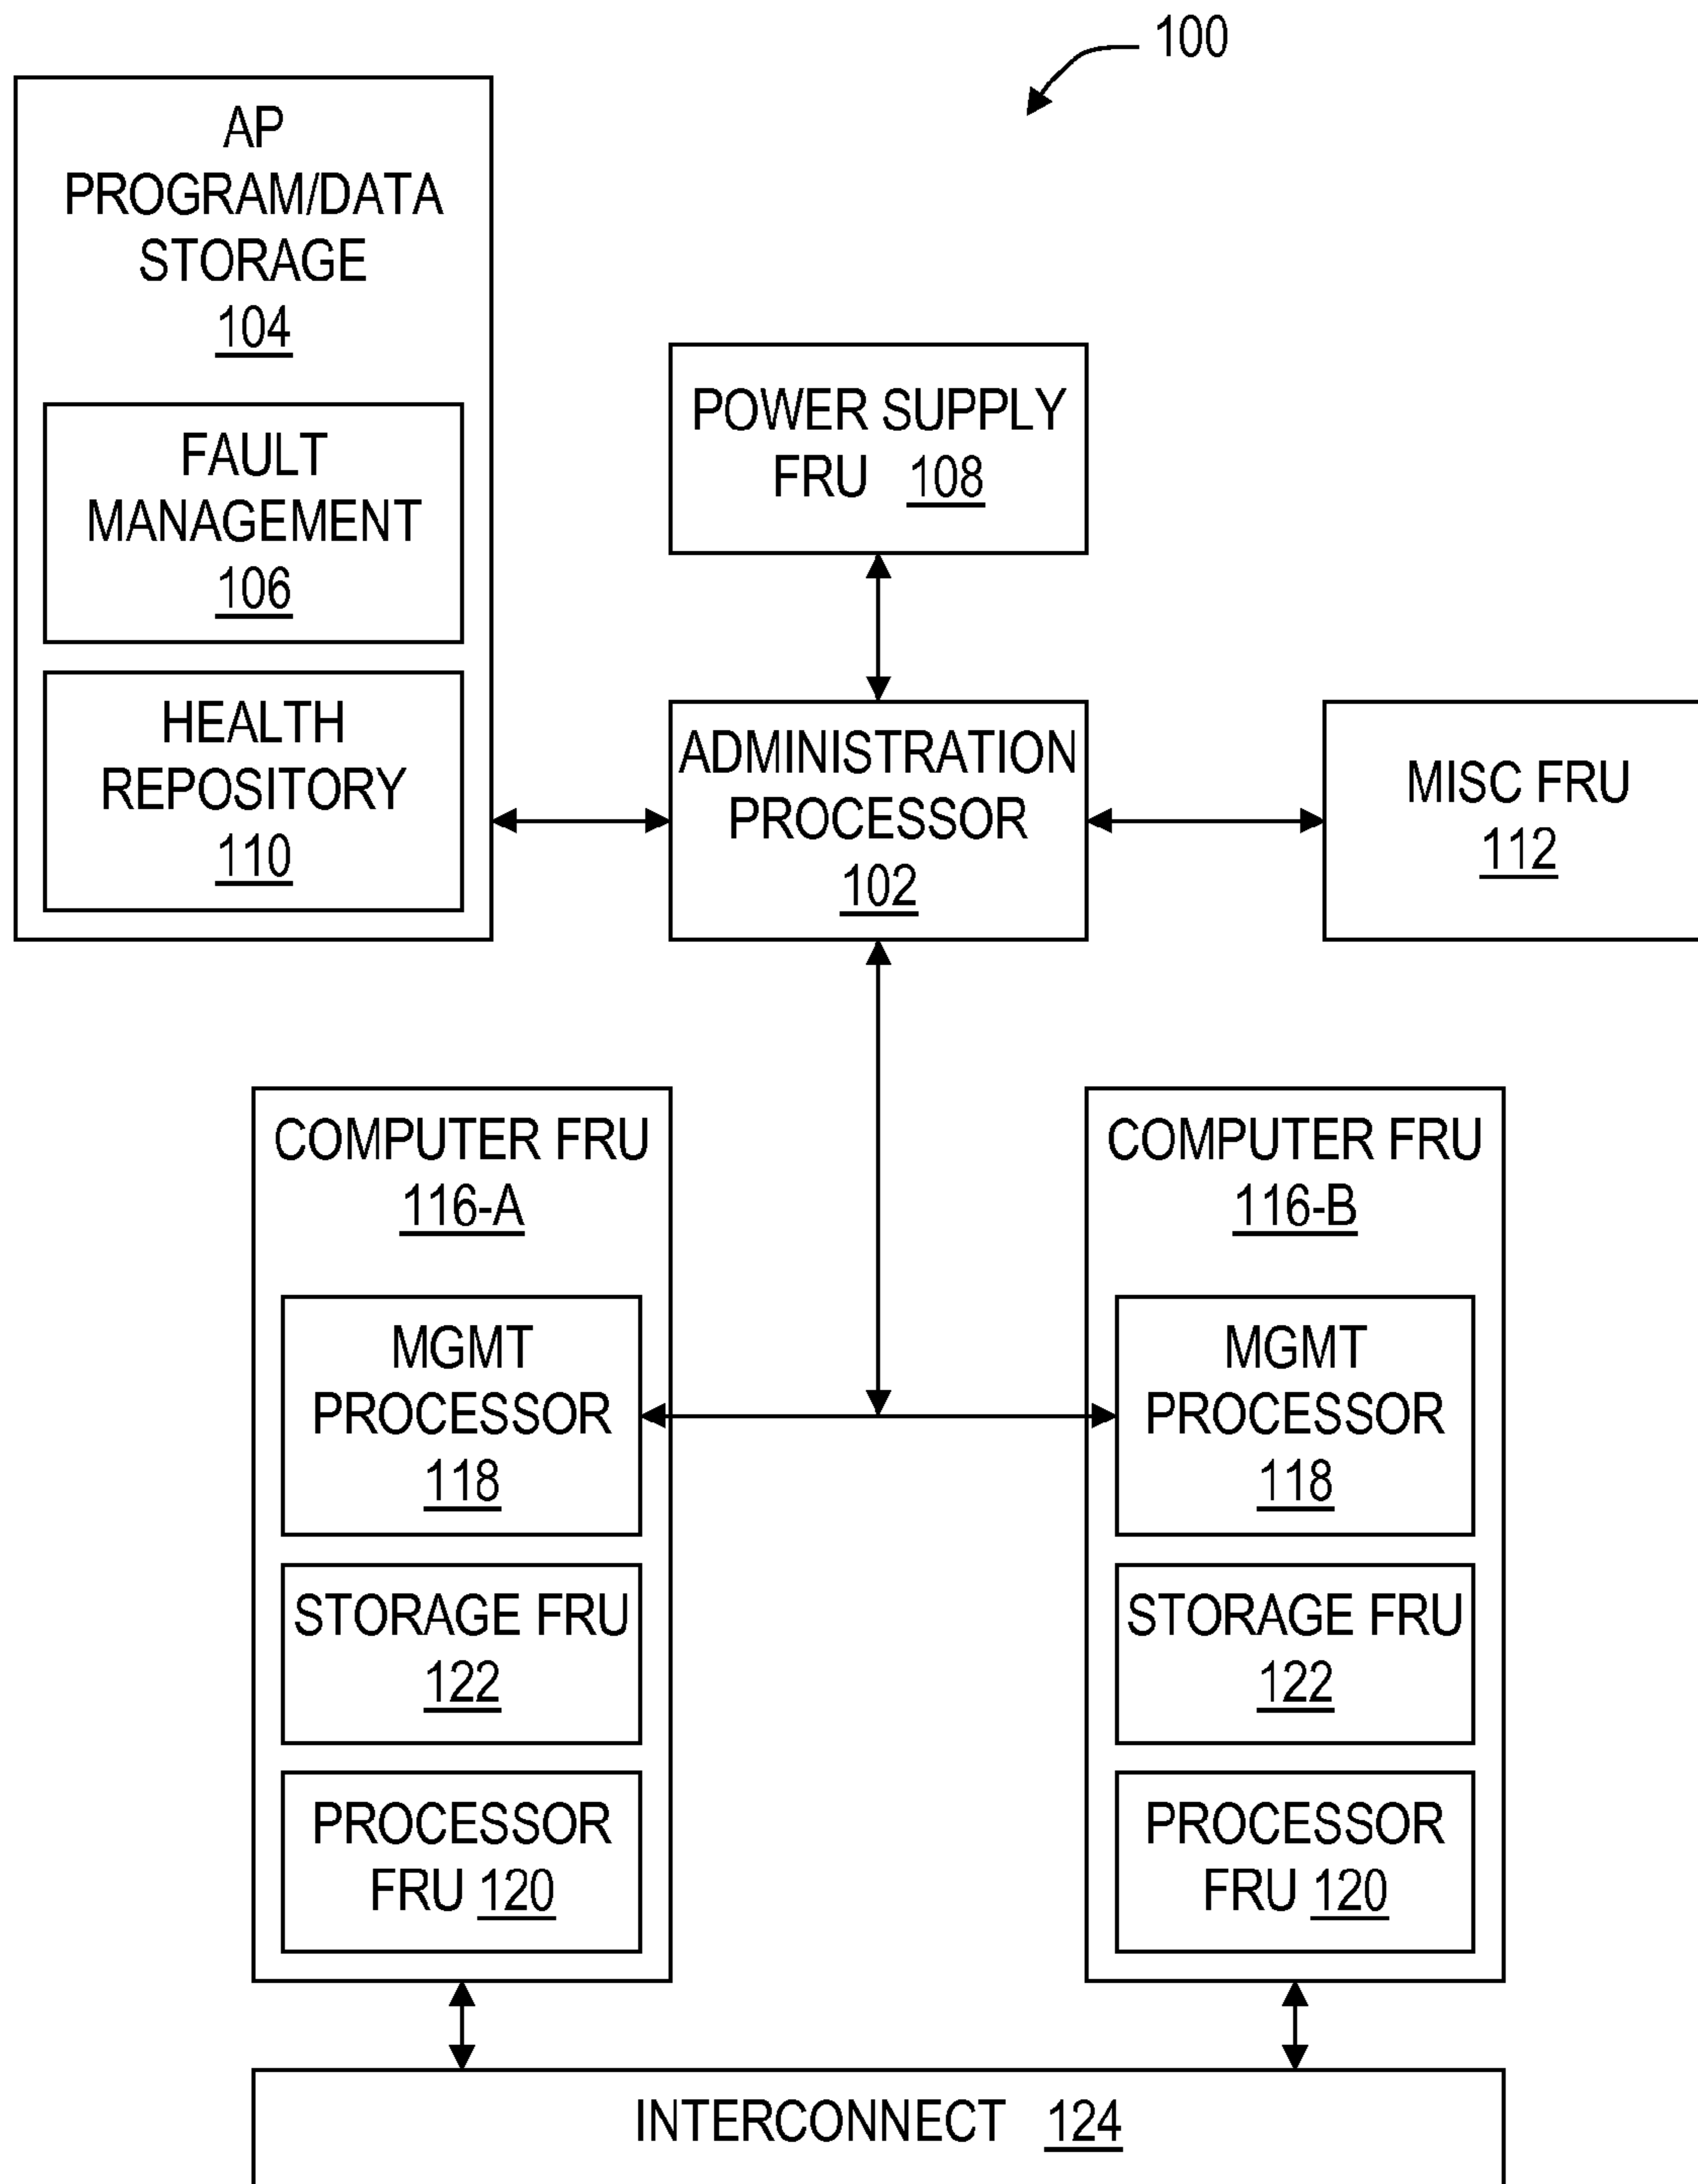 100
AP
PROGRAM/DATA
STORAGE
104
FAULT
MANAGEMENT
106
HEALTH
REPOSITORY
110
POWER SUPPLY
FRU 108
ADMINISTRATION
PROCESSOR
102
MISC FRU
112
COMPUTER FRU
116-A
MGMT
PROCESSOR
118
STORAGE FRU
122
PROCESSOR
FRU 120
COMPUTER FRU
116-B
MGMT
PROCESSOR
118
STORAGE FRU
122
PROCESSOR
FRU 120
INTERCONNECT 124